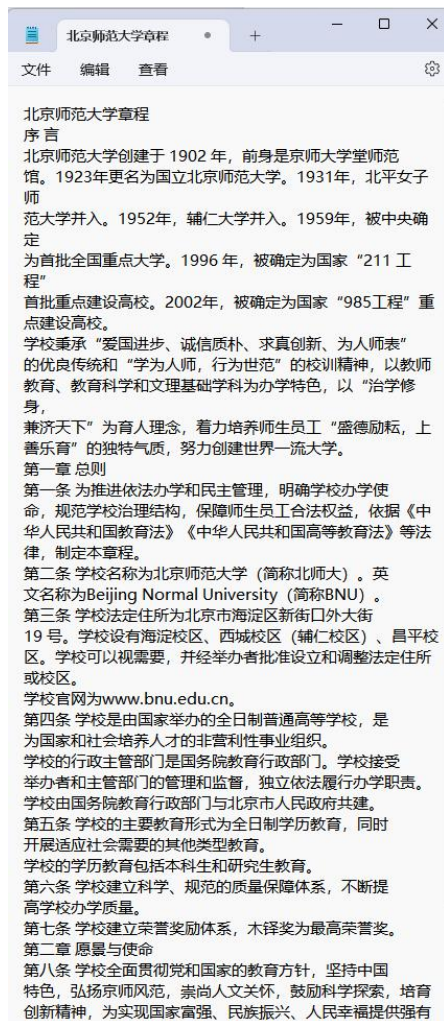 北京师范大学章程
文件 编辑 查看
北京师范大学章程
序 言
北京师范大学创建于 1902 年，前身是京师大学堂师范
馆。1923年更名为国立北京师范大学。1931年，北平女子
师
范大学并入。1952年，辅仁大学并入。1959年，被中央确
定
为首批全国重点大学。1996 年，被确定为国家“211 工
程”
首批重点建设高校。2002年，被确定为国家“985工程”重
点建设高校。
学校秉承“爱国进步、诚信质朴、求真创新、为人师表”
的优良传统和“学为人师，行为世范”的校训精神，以教师
教育、教育科学和文理基础学科为办学特色，以“治学修
身，
兼济天下”为育人理念，着力培养师生员工“盛德励耘，上
善乐育”的独特气质，努力创建世界一流大学。
第一章 总则
第一条 为推进依法办学和民主管理，明确学校办学使
命，规范学校治理结构，保障师生员工合法权益，依据《中
华人民共和国教育法》《中华人民共和国高等教育法》等法
律，制定本章程。
第二条 学校名称为北京师范大学（简称北师大）。英
文名称为Beijing Normal University（简称BNU）。
第三条 学校法定住所为北京市海淀区新街口外大街
19 号。学校设有海淀校区、西城校区（辅仁校区）、昌平校
区。学校可以视需要，并经举办者批准设立和调整法定住所
或校区。
学校官网为www.bnu.edu.cn。
第四条 学校是由国家举办的全日制普通高等学校，是
为国家和社会培养人才的非营利性事业组织。
学校的行政主管部门是国务院教育行政部门。学校接受
举办者和主管部门的管理和监督，独立依法履行办学职责。
学校由国务院教育行政部门与北京市人民政府共建。
第五条 学校的主要教育形式为全日制学历教育，同时
开展适应社会需要的其他类型教育。
学校的学历教育包括本科生和研究生教育。
第六条 学校建立科学、规范的质量保障体系，不断提
高学校办学质量。
第七条 学校建立荣誉奖励体系，木铎奖为最高荣誉奖。
第二章 愿景与使命
第八条 学校全面贯彻党和国家的教育方针，坚持中国
特色，弘扬京师风范，崇尚人文关怀，鼓励科学探索，培育
创新精神，为实现国家富强、民族振兴、人民幸福提供强有